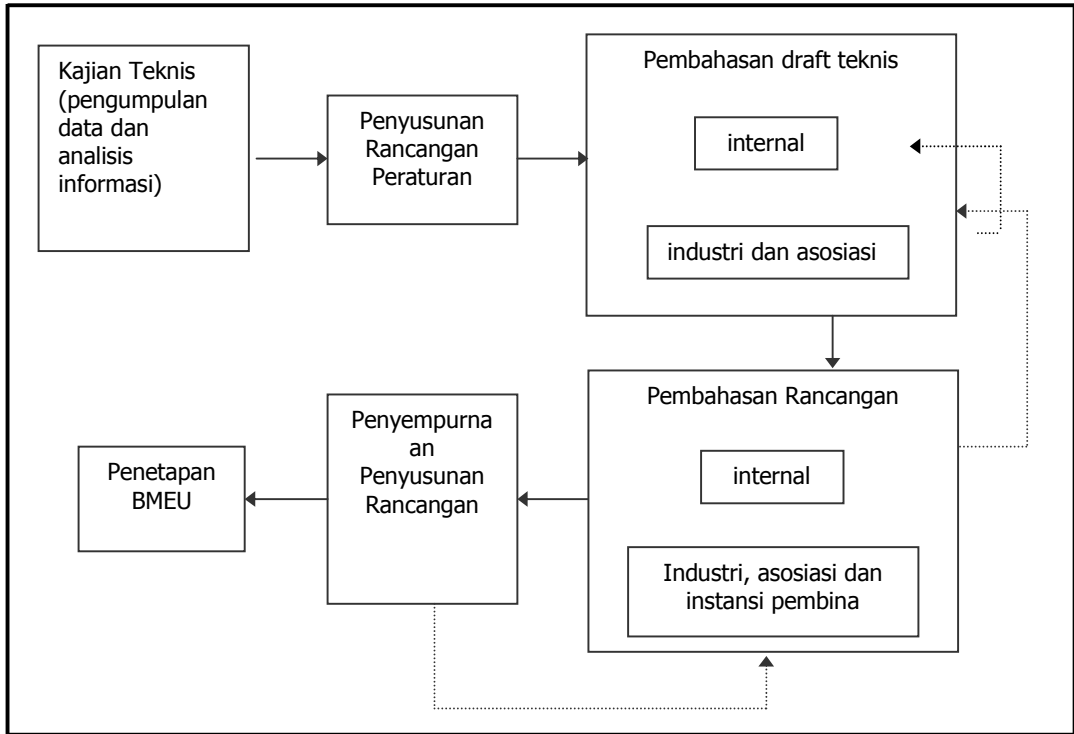 Kajian Teknis
(pengumpulan
data dan
analisis
informasi)
Penyusunan
Rancangan
Peraturan
Pembahasan draft teknis
internal
industri dan asosiasi
Pembahasan Rancangan
internal
Industri, asosiasi dan
instansi pembina
Penyempurna
an
Penyusunan
Rancangan
Penetapan
BMEU